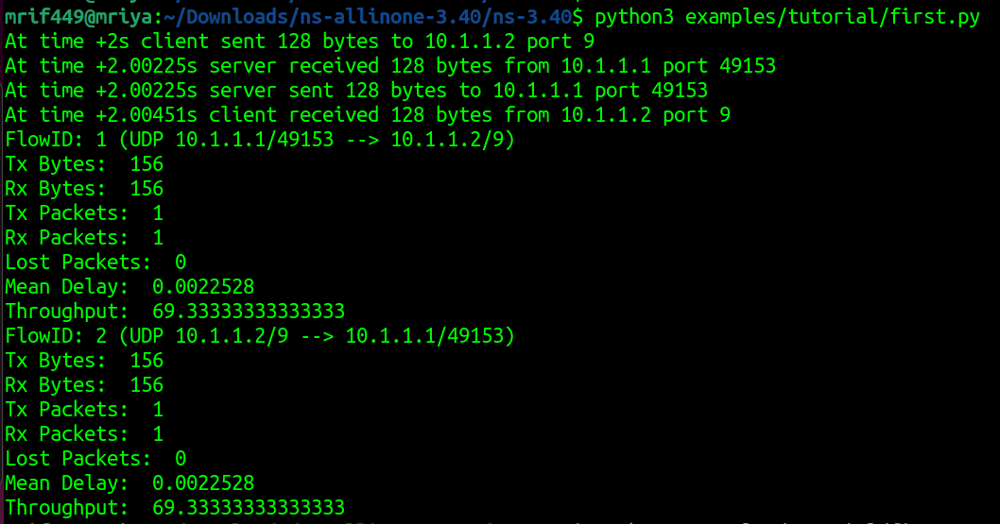 mrif449@mriya:~/Downloads/ns-allinone-3.40/ns-3.40$ python3 examples/tutorial/first.py
At time +2s client sent 128 bytes to 10.1.1.2 port 9
At time +2.00225s server received 128 bytes from 10.1.1.1 port 49153
At time +2.00225s server sent 128 bytes to 10.1.1.1 port 49153
At time +2.00451s client received 128 bytes from 10.1.1.2 port 9
FlowID: 1 (UDP 10.1.1.1/49153 --> 10.1.1.2/9)
Tx Bytes:  156
Rx Bytes:  156
Tx Packets:  1
Rx Packets:  1
Lost Packets:  0
Mean Delay:  0.0022528
Throughput:  69.33333333333333
FlowID: 2 (UDP 10.1.1.2/9 --> 10.1.1.1/49153)
Tx Bytes:  156
Rx Bytes:  156
Tx Packets:  1
Rx Packets:  1
Lost Packets:  0
Mean Delay:  0.0022528
Throughput:  69.33333333333333